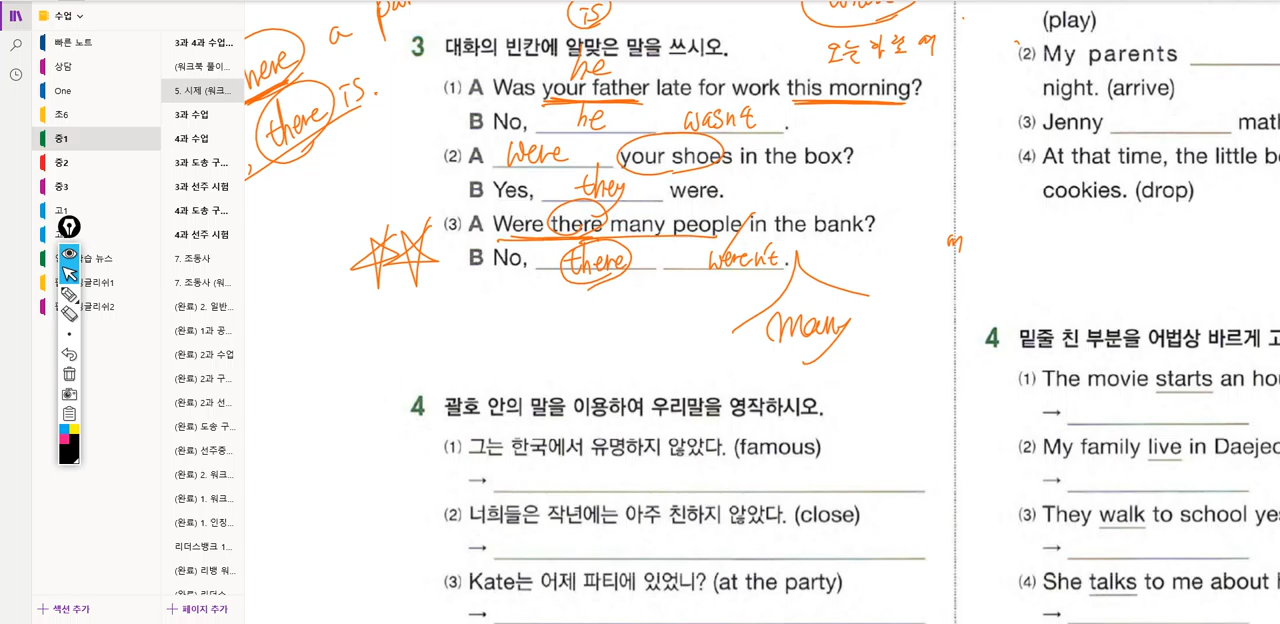 수업
빠른 노트
상담
One
초6
중1
중2
중3
고1
습 뉴스
글리쉬1
글리쉬2
섹션 추가
3과 4과 수업...
(워크북 풀이...
5. 시제 (워크...
3과 수업
4과 수업
3과 도송 구...
3과 선주 시험
4과 도송 구...
4과 선주 시험
7. 조동사
7. 조동사 (워...
(완료) 2. 일반...
(완료) 1과 공...
(완료) 2과 수업
(완료) 2과 구...
(완료) 2과 선...
(완료) 도송 구...
(완료) 선주중...
(완료) 2. 워크...
(완료) 1. 워크...
(완료) 1. 인칭...
리더스뱅크 1...
(완료) 리뱅 워...
페이지 추가
a
is
there is.
3 대화의 빈칸에 알맞은 말을 쓰시오.
he
(1) A Was your father late for work this morning?
B No, he wasn't.
(2) A were your shoes in the box?
B Yes, they were.
(3) A Were there many people in the bank?
B No, there weren't.
many
4 괄호 안의 말을 이용하여 우리말을 영작하시오.
(1) 그는 한국에서 유명하지 않았다. (famous)
→
(2) 너희들은 작년에는 아주 친하지 않았다. (close)
→
(3) Kate는 어제 파티에 있었니? (at the party)
→
(play)
(2) My parents
night. (arrive)
(3) Jenny
(4) At that time, the little
cookies. (drop)
4 밑줄 친 부분을 어법상 바르게
(1) The movie starts an
→
(2) My family live in
→
(3) They walk to school
→
(4) She talks to me about
→